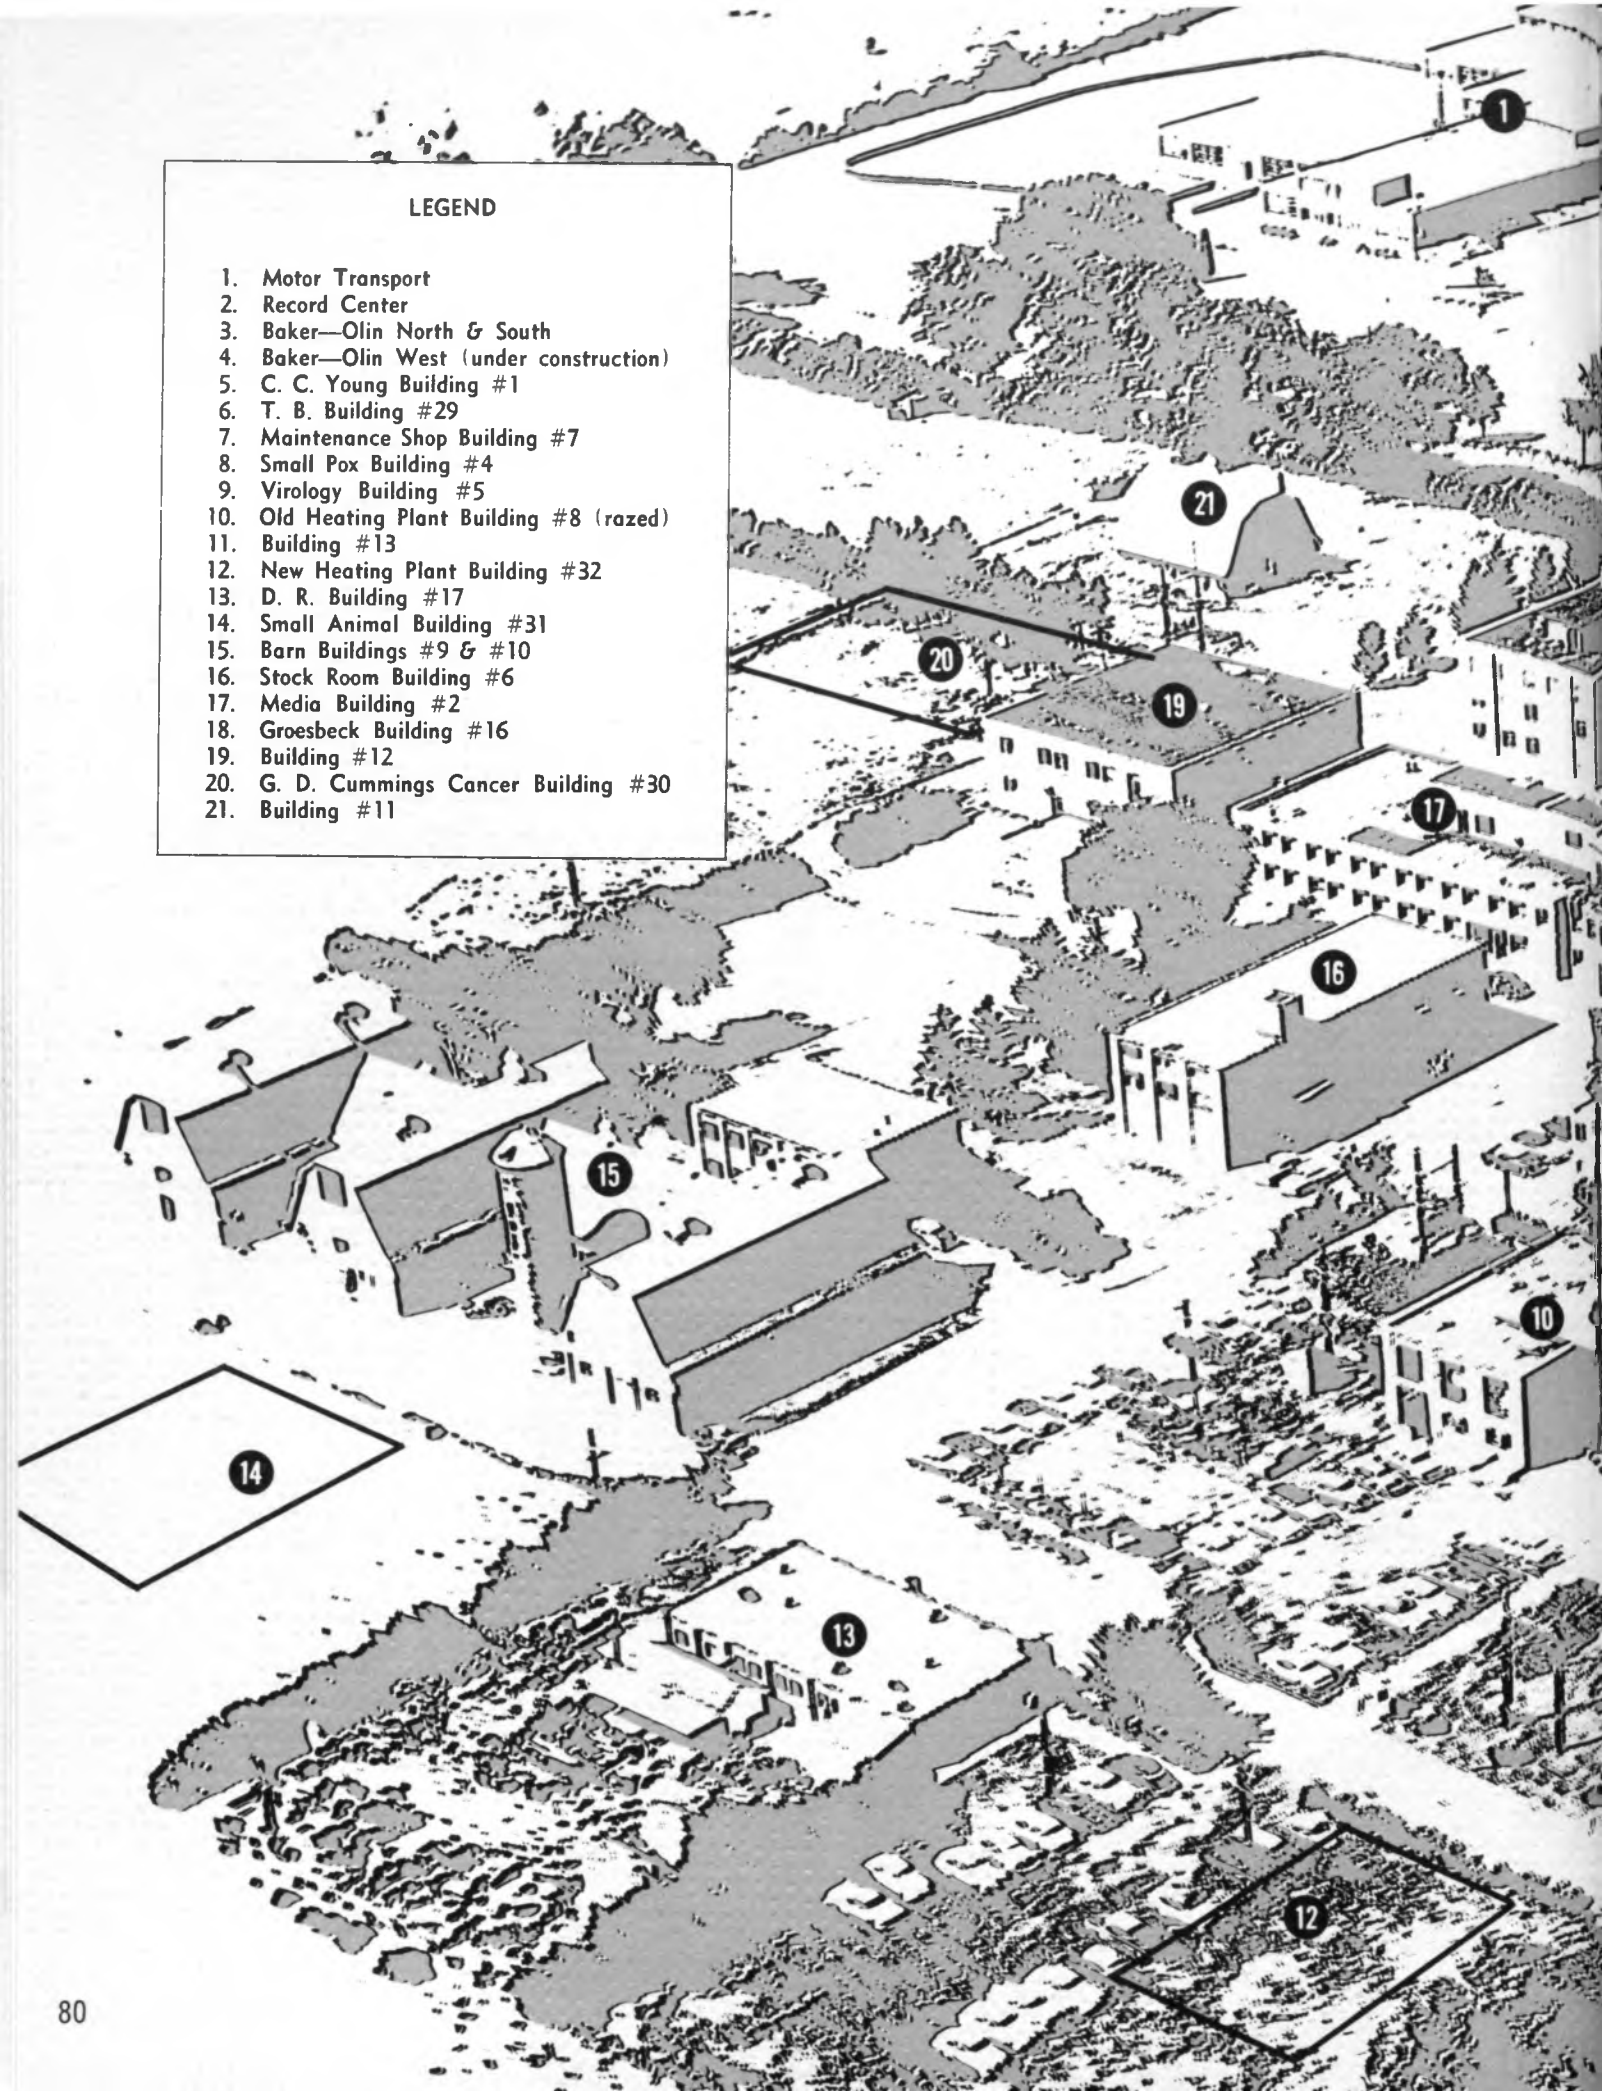 LEGEND
1. Motor Transport
2. Record Center
3. Baker—Olin North & South
4. Baker—Olin West (under construction)
5. C. C. Young Building #1
6. T. B. Building #29
7. Maintenance Shop Building #7
8. Small Pox Building #4
9. Virology Building #5
10. Old Heating Plant Building #8 (razed)
11. Building #13
12. New Heating Plant Building #32
13. D. R. Building #17
14. Small Animal Building #31
15. Barn Buildings #9 & #10
16. Stock Room Building #6
17. Media Building #2
18. Groesbeck Building #16
19. Building #12
20. G. D. Cummings Cancer Building #30
21. Building #11
1
21
20
19
17
16
15
10
14
13
12
80